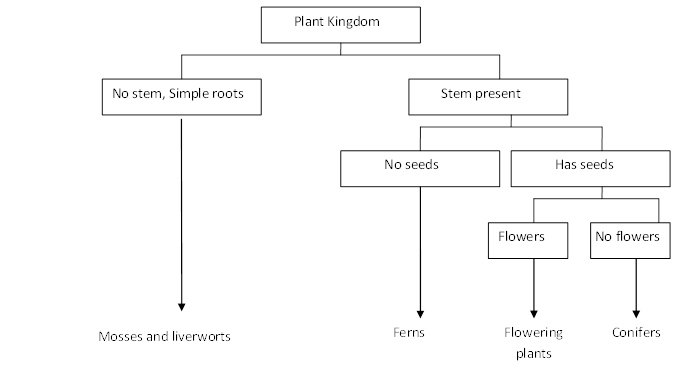 Plant Kingdom
No stem, Simple roots
Stem present
No seeds
Has seeds
Flowers
No flowers
Mosses and liverworts
Ferns
Flowering
plants
Conifers